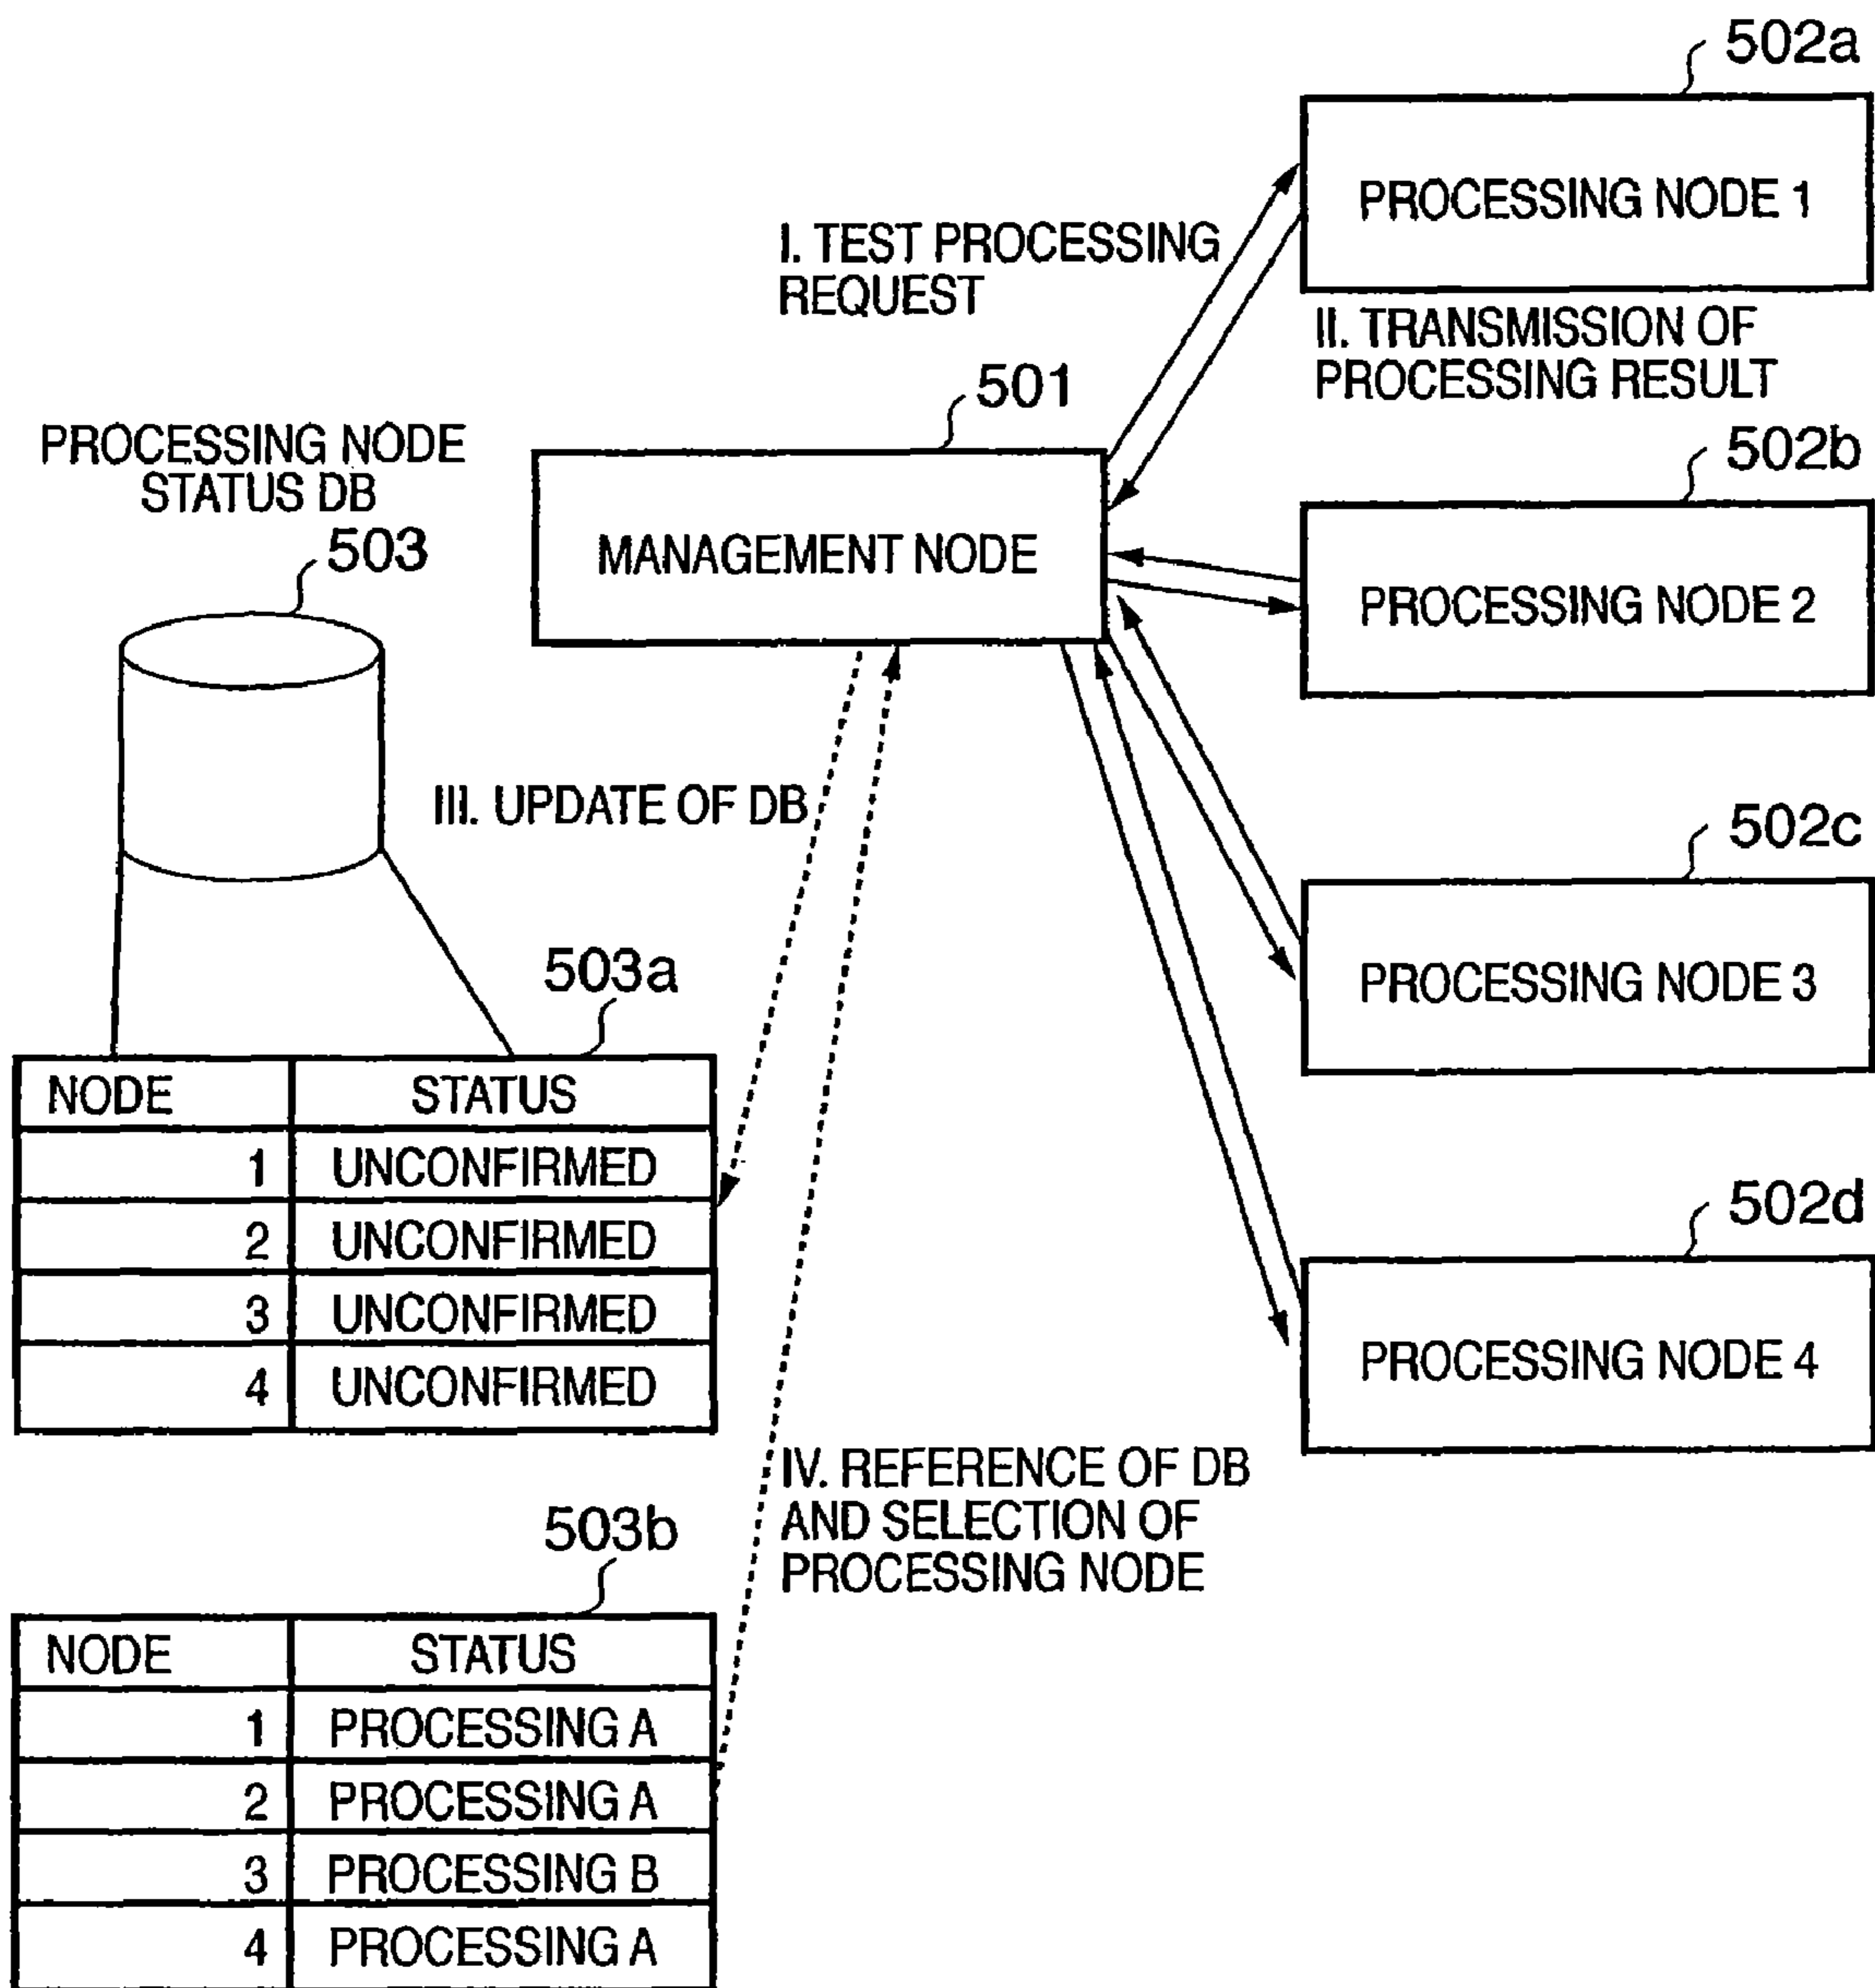 502a
PROCESSING NODE 1
I. TEST PROCESSING
REQUEST
II. TRANSMISSION OF
PROCESSING RESULT
501
MANAGEMENT NODE
PROCESSING NODE
STATUS DB
503
502b
PROCESSING NODE 2
III. UPDATE OF DB
502c
PROCESSING NODE 3
503a
NODE STATUS
1 UNCONFIRMED
2 UNCONFIRMED
3 UNCONFIRMED
4 UNCONFIRMED
502d
PROCESSING NODE 4
IV. REFERENCE OF DB
AND SELECTION OF
PROCESSING NODE
503b
NODE STATUS
1 PROCESSING A
2 PROCESSING A
3 PROCESSING B
4 PROCESSING A